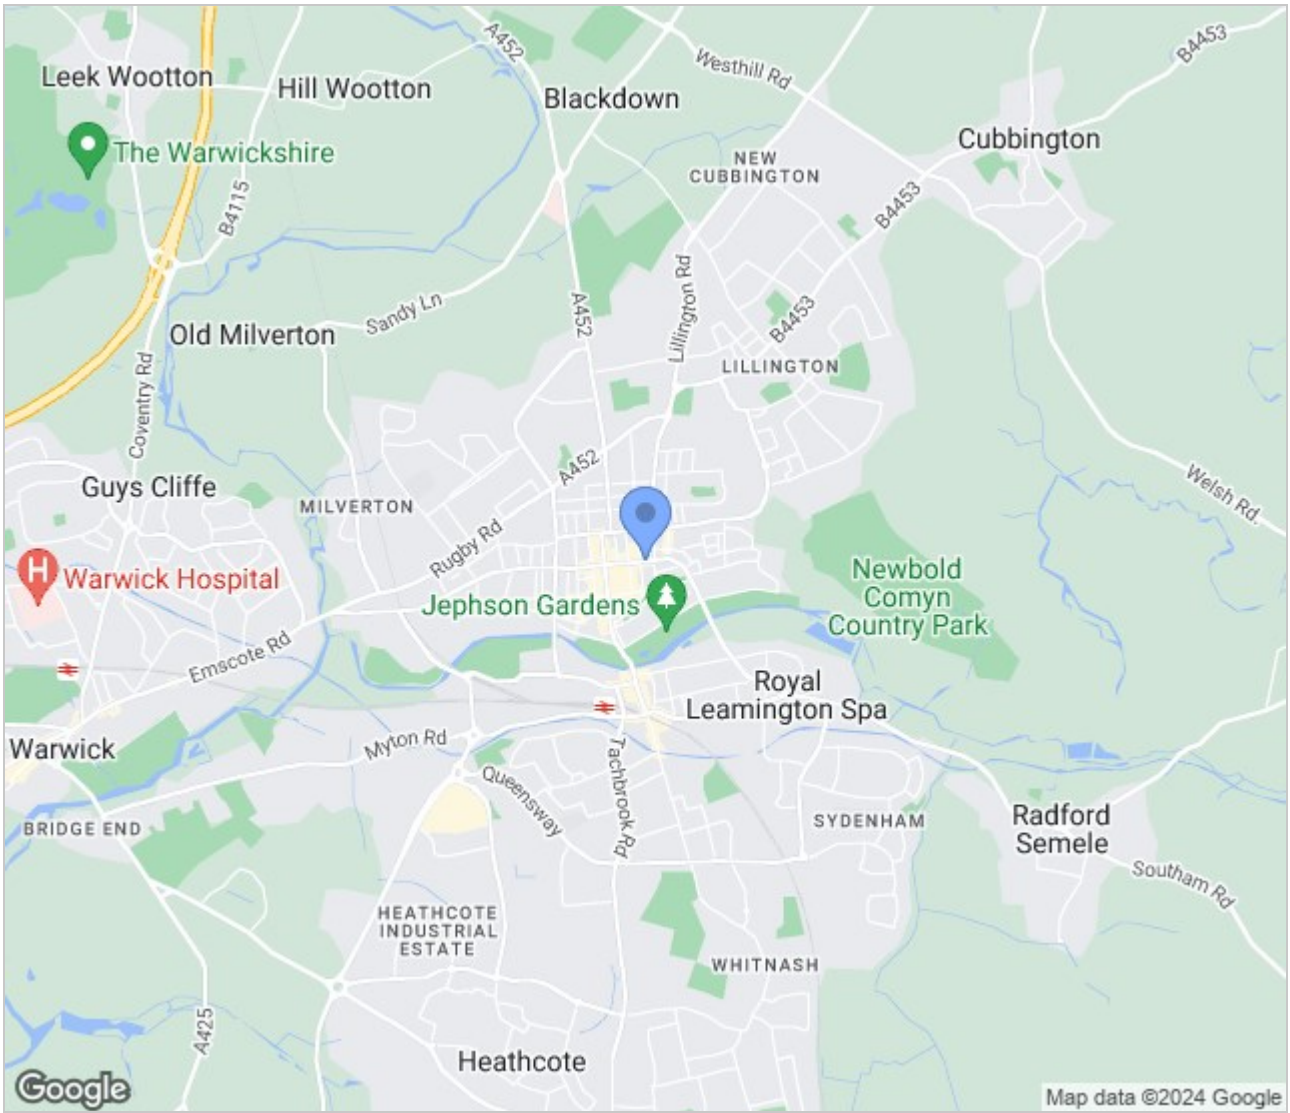 A452
B4453
Westhill Rd
Leek Wootton
Hill Wootton
Blackdown
Cubbington
The Warwickshire
NEW
CUBBINGTON
B4115
B4453
Lillington Rd
Sandy Ln
A452
B4453
Old Milverton
LILLINGTON
Coventry Rd
A452
Guys Cliffe
MILVERTON
Welsh Rd.
Rugby Rd
H
Warwick Hospital
Newbold
Comyn
Country Park
Jephson Gardens
Emscote Rd
Royal
Leamington Spa
Warwick
Myton Rd
Tachbrook Rd
Queensway
BRIDGE END
SYDENHAM
Radford
Semele
Southam Rd
HEATHCOTE
INDUSTRIAL
ESTATE
WHITNASH
A425
Heathcote
Google
Map data ©2024 Google